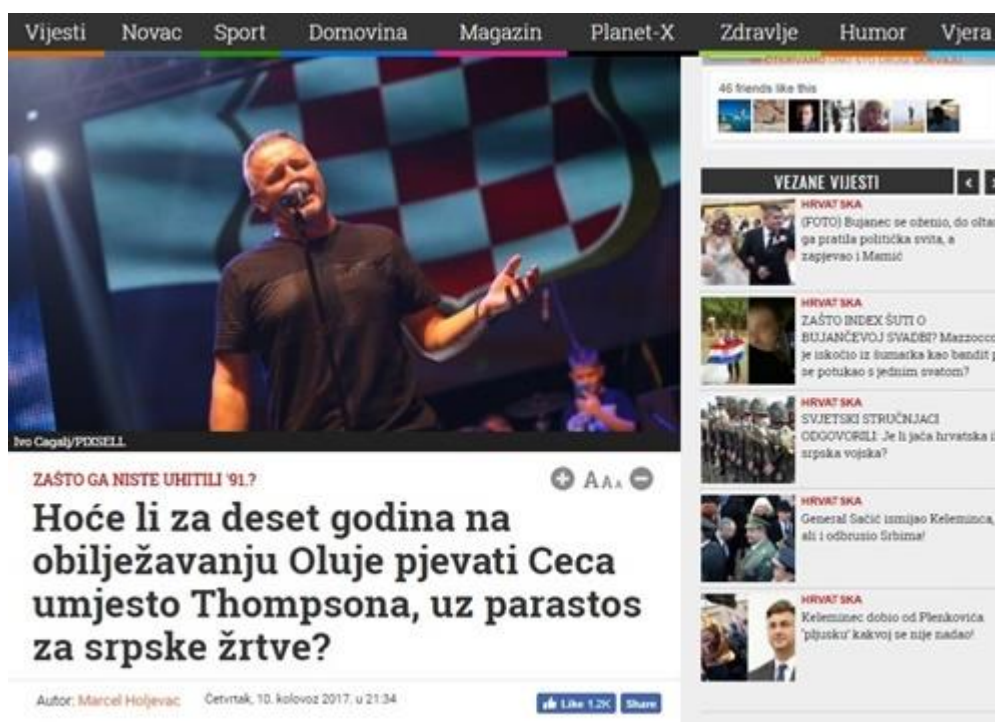 Vijesti Novac Sport Domovina Magazin Planet-X Zdravlje Humor Vjera
46 friends like this
Ivo Cagalj/PIXSELL
ZAŠTO GA NISTE UHITILI '91.?
AAA
Hoće li za deset godina na
obilježavanju Oluje pjevati Ceca
umjesto Thompsona, uz parastos
za srpske žrtve?
Autor: Marcel Holjevac Četvrtak, 10. kolovoz 2017. u 21:34
Like 1.2K Share
VEZANE VIJESTI
HRVATSKA
(FOTO) Bujanec se oženio, do oltara
ga pratila politička svita, a
zapjevao i Mamić
HRVATSKA
ZAŠTO INDEX ŠUTI O
BUJANČEVOJ SVADBI? Mazzocco
je iskočio iz šumarka kao bandit p
se potukao s jednim svatom?
HRVATSKA
SVJETSKI STRUČNJACI
ODGOVORILI: Je li jača hrvatska il
srpska vojska?
HRVATSKA
General Sačić ismijao Keleminca,
ali i odbrusio Srbima!
HRVATSKA
Keleminec dobio od Plenkovića
'pljusku' kakvoj se nije nadao!